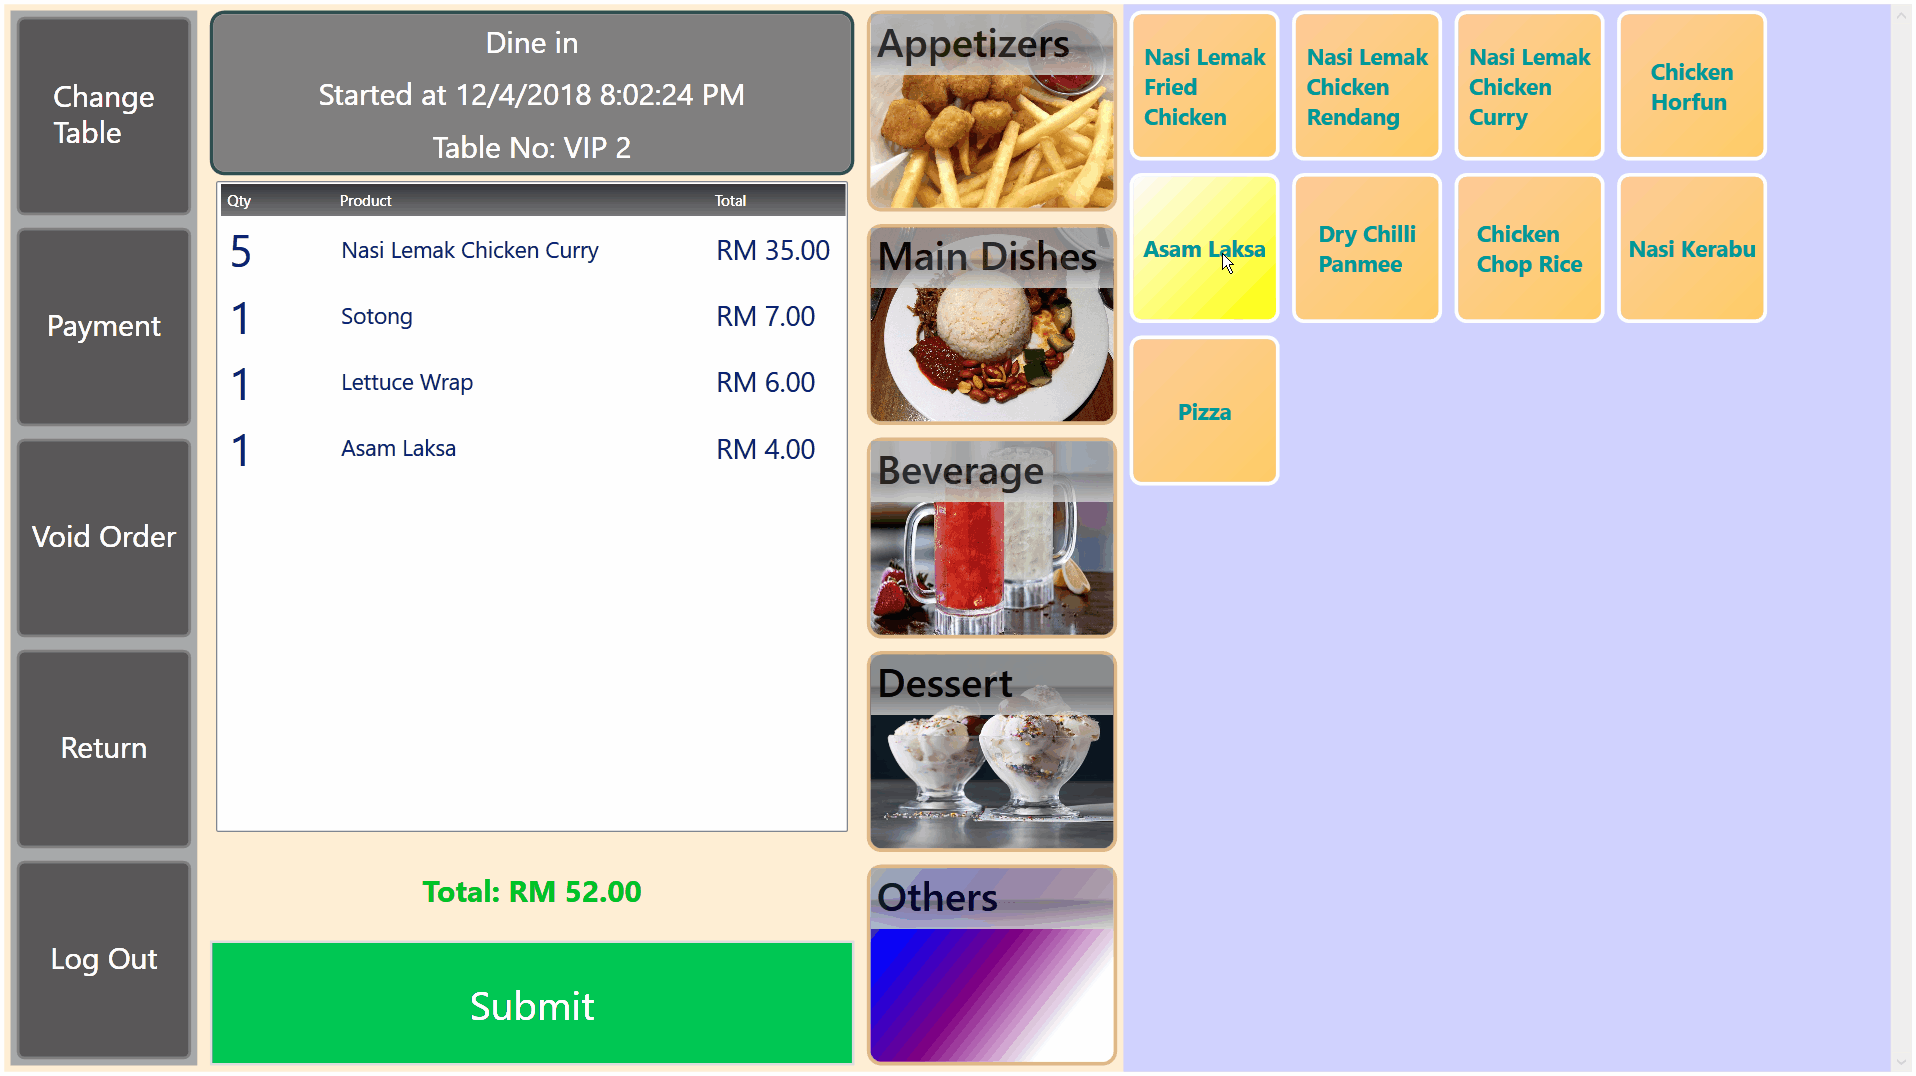 Change
Table
Payment
Void Order
Return
Log Out
Dine in
Started at 12/4/2018 8:02:24 PM
Table No: VIP 2
Qty Product Total
5 Nasi Lemak Chicken Curry RM 35.00
1 Sotong RM 7.00
1 Lettuce Wrap RM 6.00
1 Asam Laksa RM 4.00
Total: RM 52.00
Submit
Appetizers
Main Dishes
Beverage
Dessert
Others
Nasi Lemak
Fried
Chicken
Nasi Lemak
Chicken
Rendang
Nasi Lemak
Chicken
Curry
Chicken
Horfun
Asam Laksa
Dry Chilli
Panmee
Chicken
Chop Rice
Nasi Kerabu
Pizza